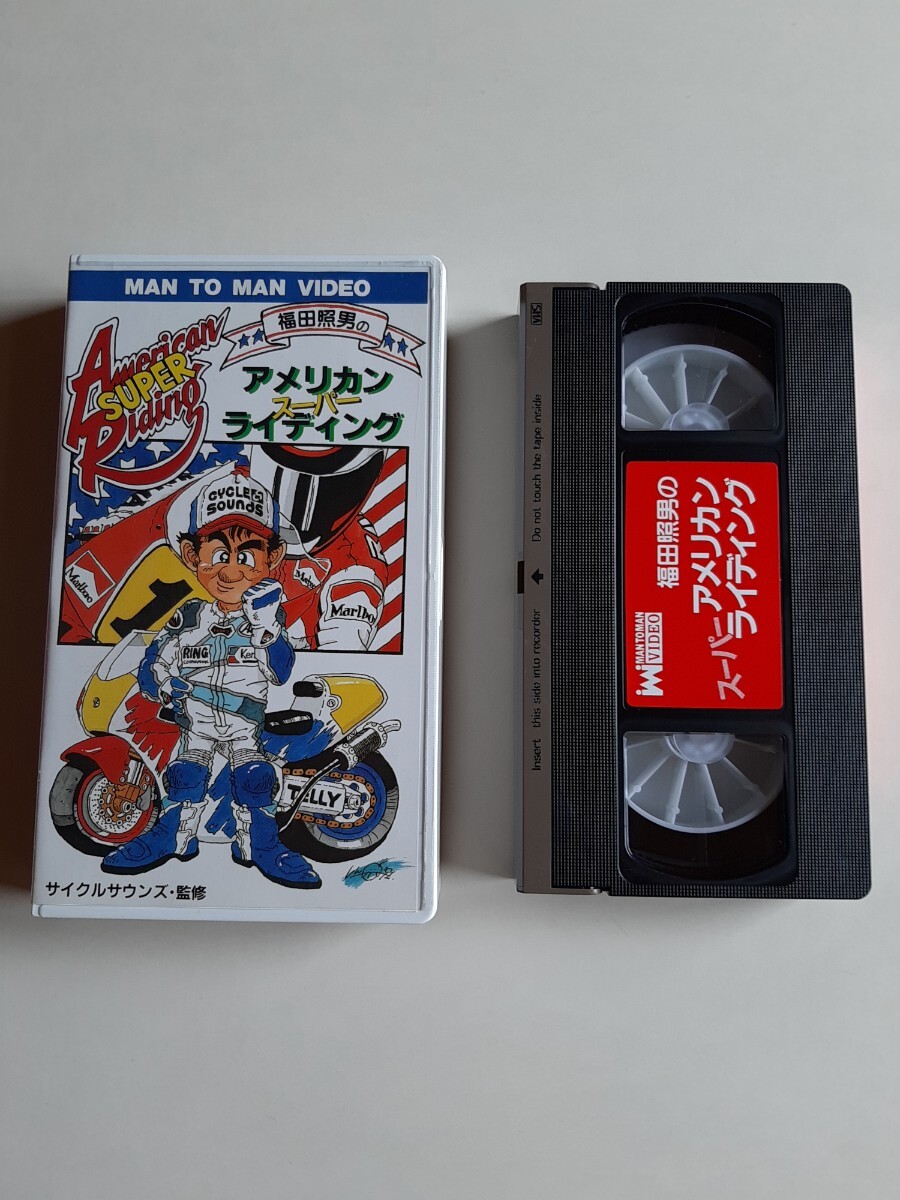 MAN TO MAN VIDEO
福田照男の
American
SUPER
Riding
アメリカン
スーパー
ライディング
CYCLE
SOUNDS
Marlboro
1
Marlboro
RING
TELLY
サイクルサウンズ・監修
VHS
Do not touch the tape inside
Insert this side into recorder
福田照男の
スーパーアメリカン
ライディング
MANTOMAN
VIDEO